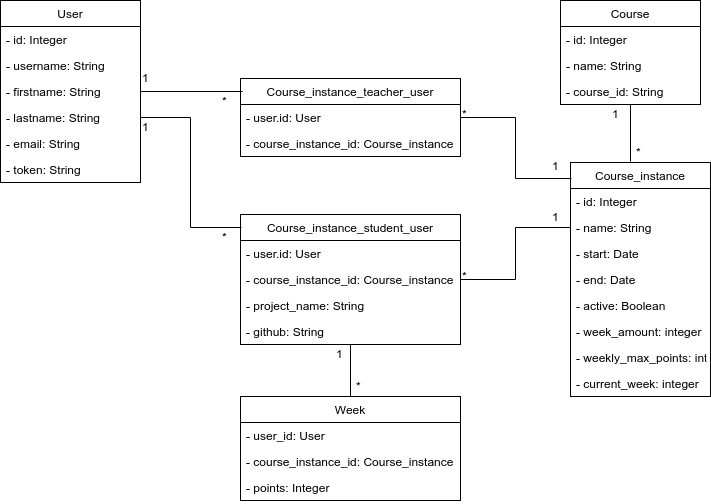 User
- id: Integer
- username: String
- firstname: String
- lastname: String
- email: String
- token: String
1
*
1
*
Course_instance_teacher_user
- user.id: User
- course_instance_id: Course_instance
*
1
Course
- id: Integer
- name: String
- course_id: String
1
*
Course_instance
- id: Integer
- name: String
- start: Date
- end: Date
- active: Boolean
- week_amount: integer
- weekly_max_points: int
- current_week: integer
Course_instance_student_user
- user.id: User
- course_instance_id: Course_instance
- project_name: String
- github: String
*
1
1
*
Week
- user_id: User
- course_instance_id: Course_instance
- points: Integer